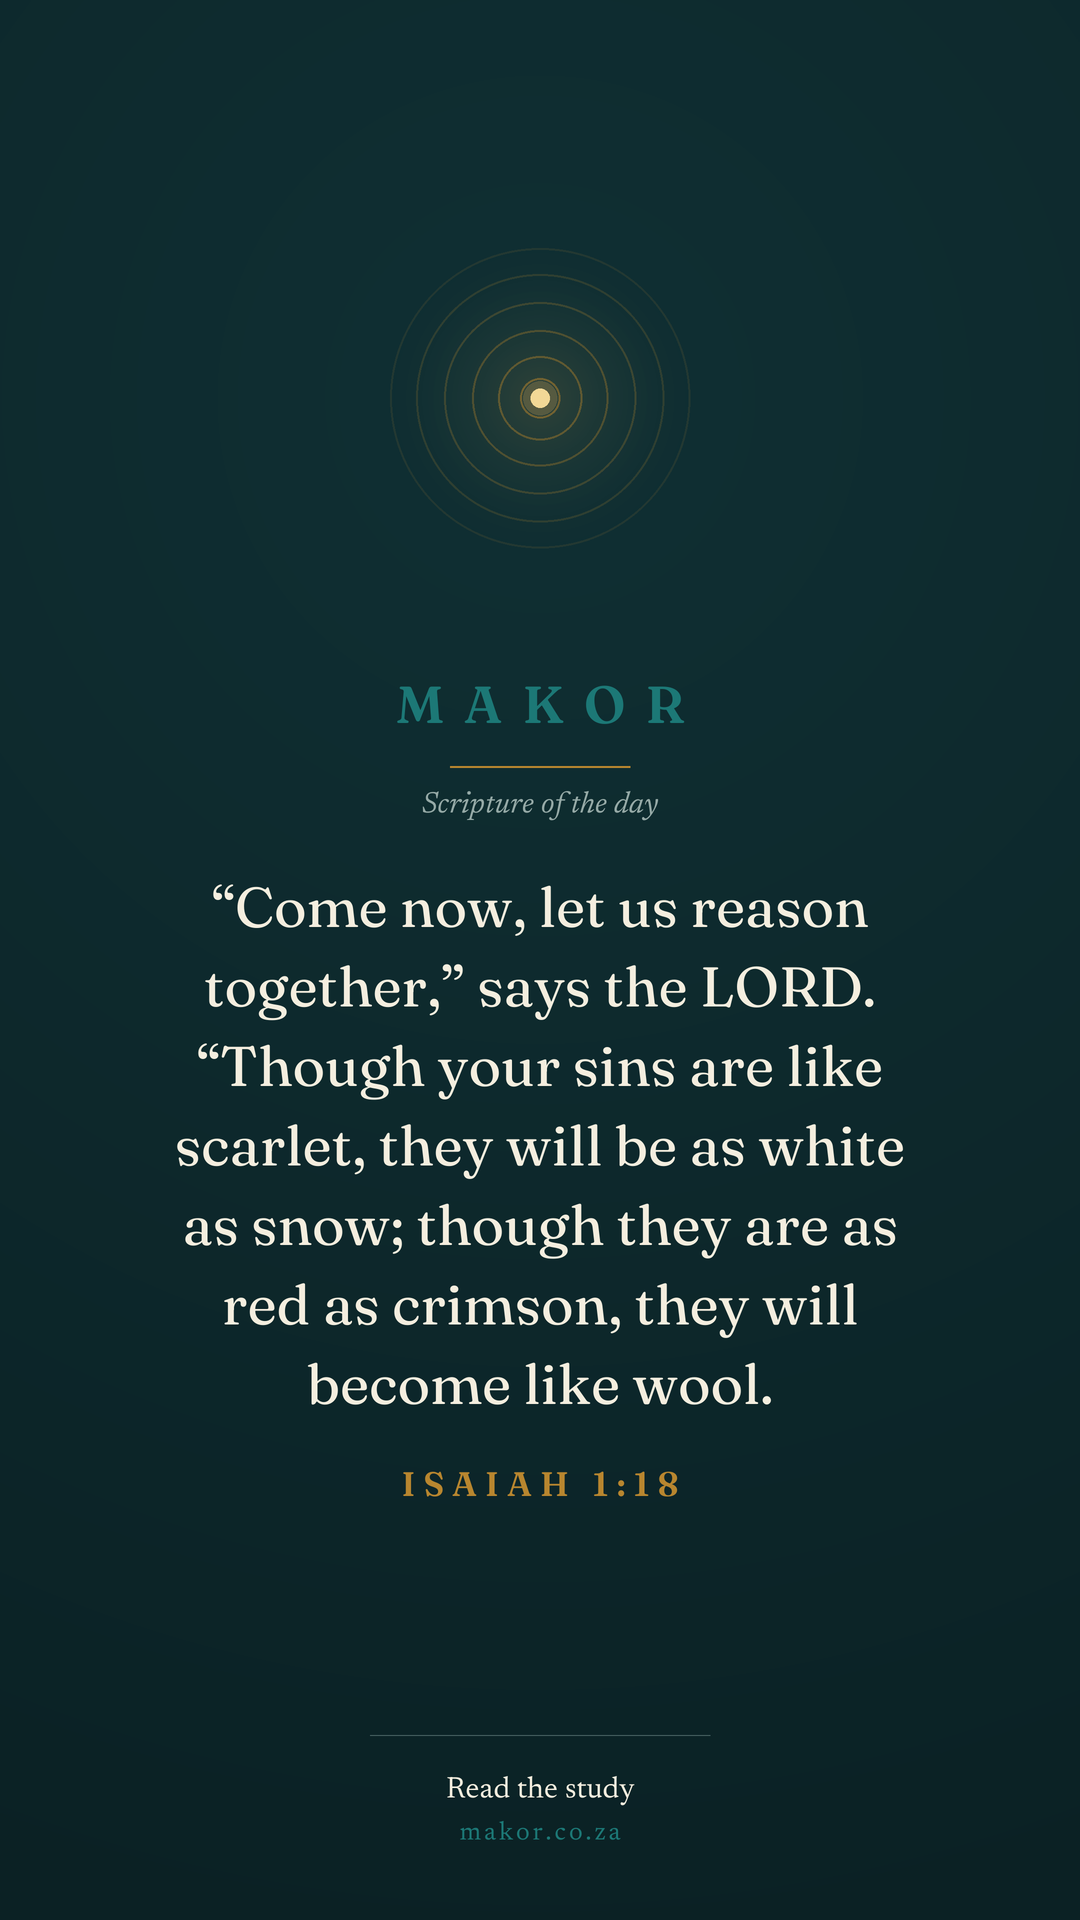 MAKOR
Scripture of the day
“Come now, let us reason
together,” says the LORD.
“Though your sins are like
scarlet, they will be as white
as snow; though they are as
red as crimson, they will
become like wool.
ISAIAH 1:18
Read the study
makor.co.za